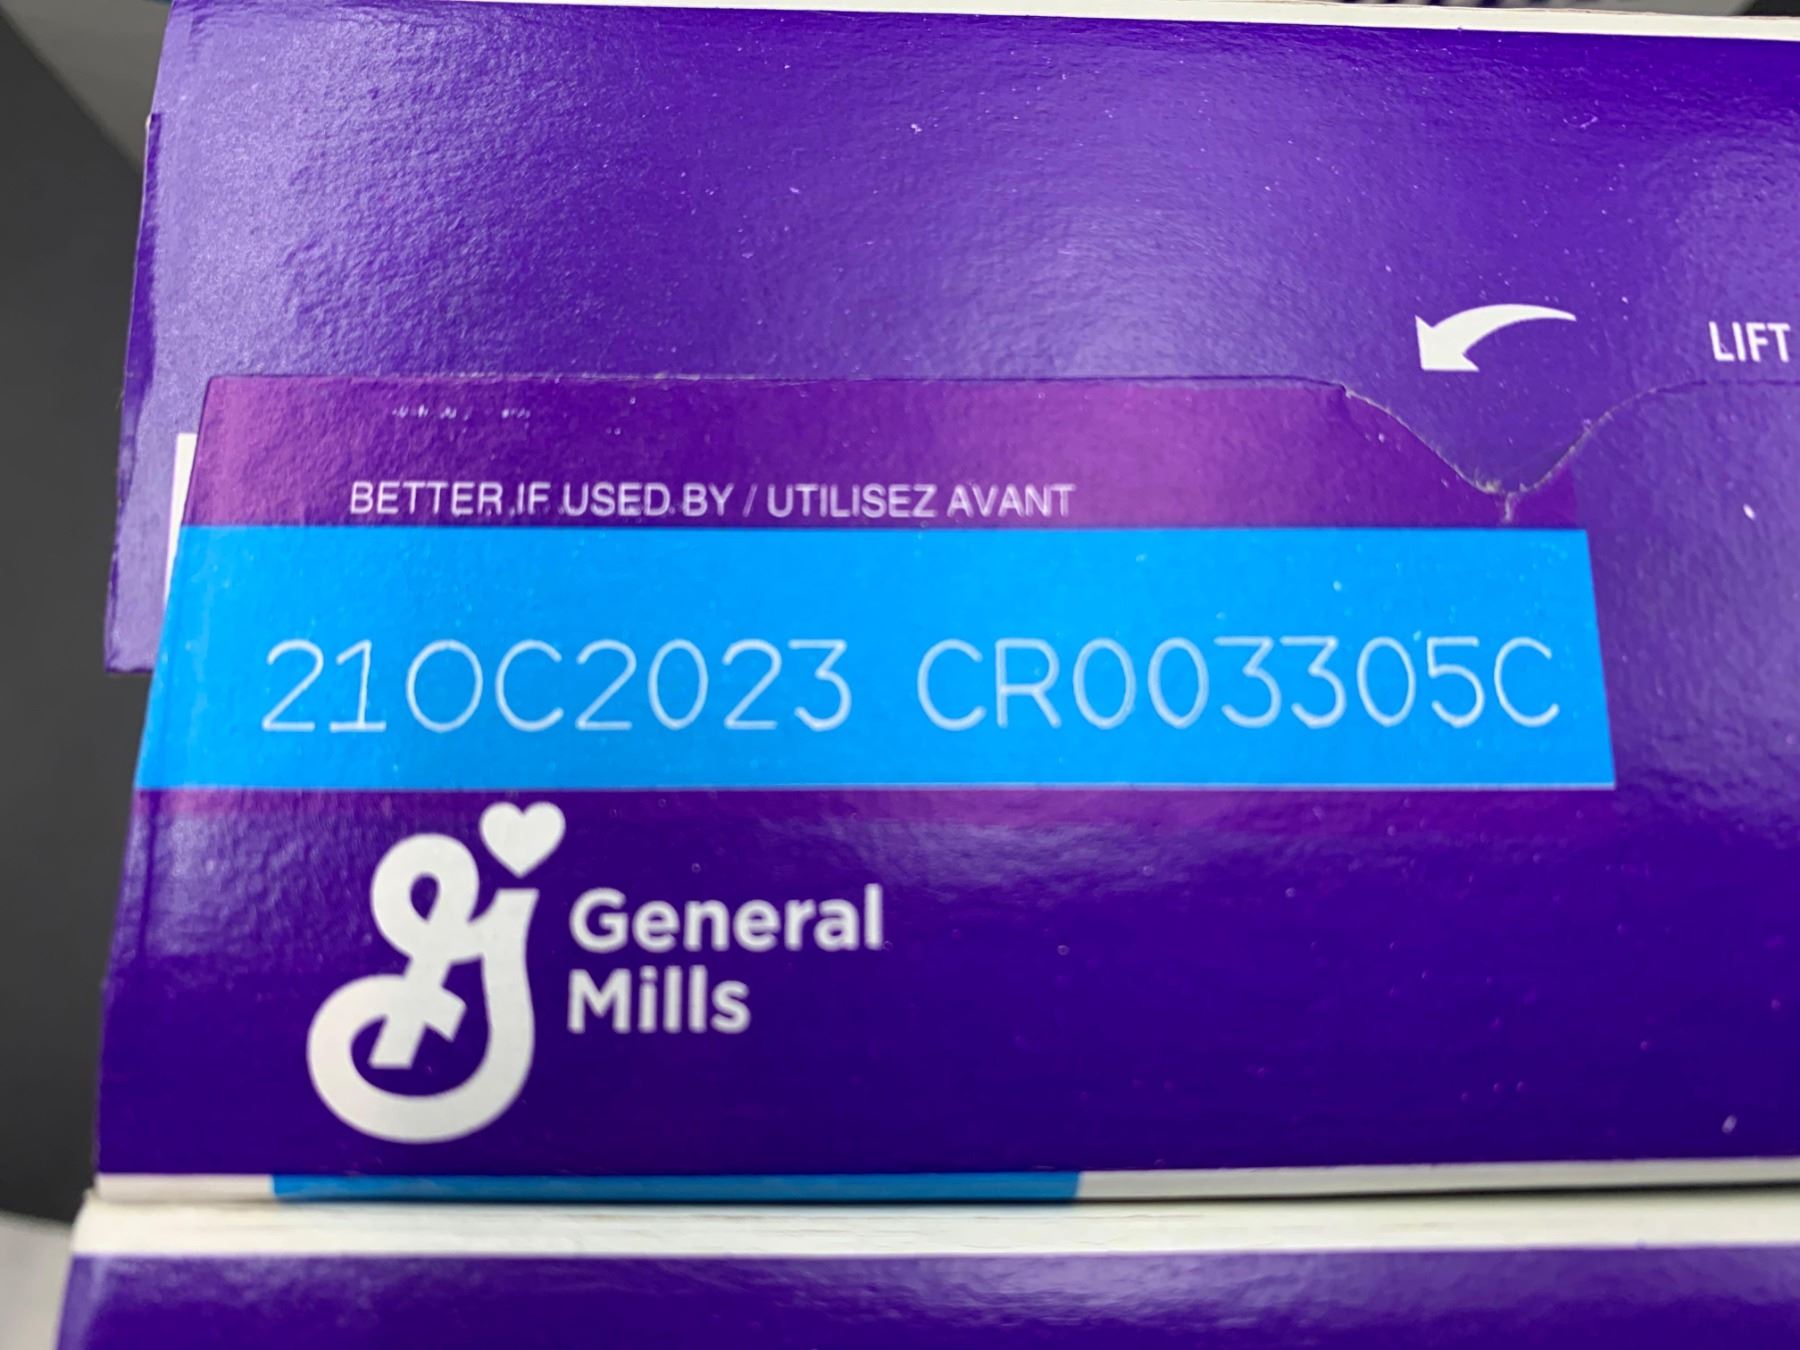 LIFT
BETTER IF USED BY / UTILISEZ AVANT
21OC2023 CR003305C
General
Mills